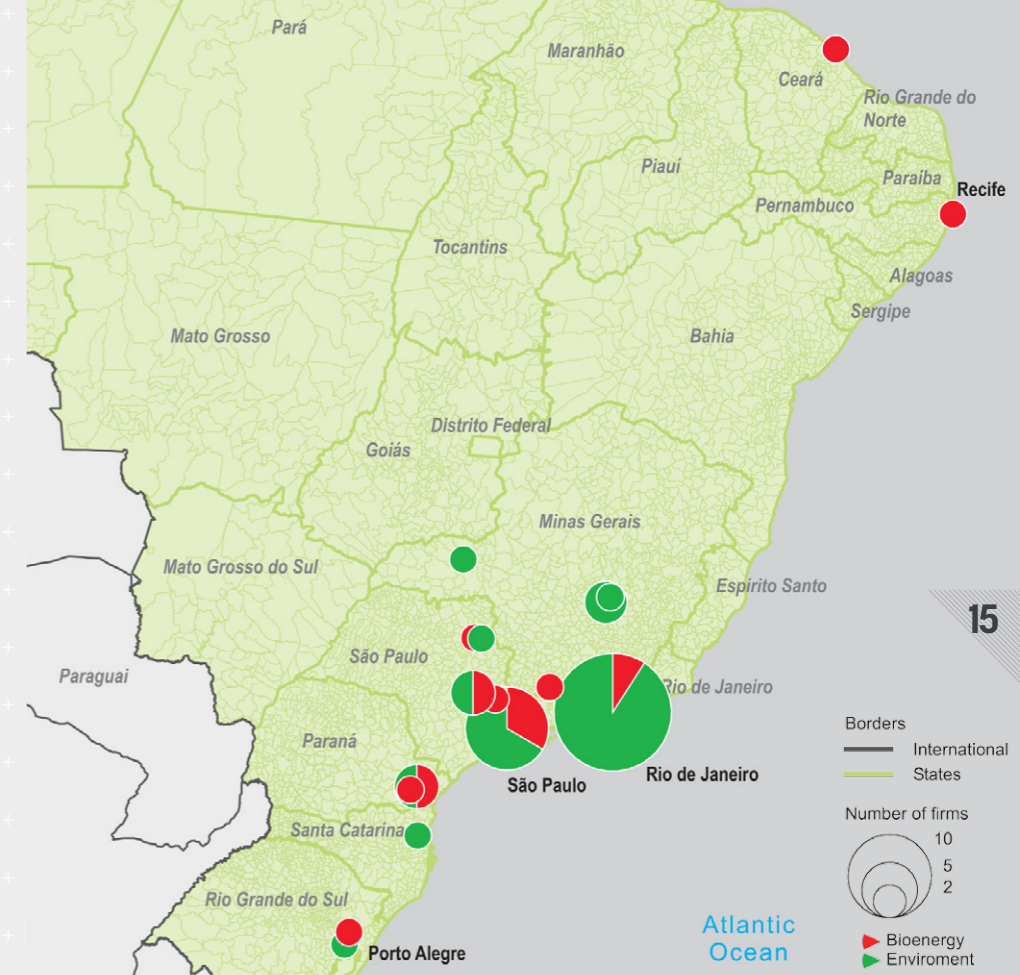 Pará
Maranhão
Ceará
Rio Grande do
Norte
Piauí
Paraíba
Recife
Pernambuco
Tocantins
Alagoas
Sergipe
Mato Grosso
Bahia
Distrito Federal
Goiás
Minas Gerais
Mato Grosso do Sul
Espírito Santo
15
São Paulo
Paraguai
Rio de Janeiro
Paraná
Rio de Janeiro
São Paulo
Santa Catarina
Rio Grande do Sul
Porto Alegre
Atlantic
Ocean
Borders
International
States
Number of firms
10
5
2
Bioenergy
Enviroment